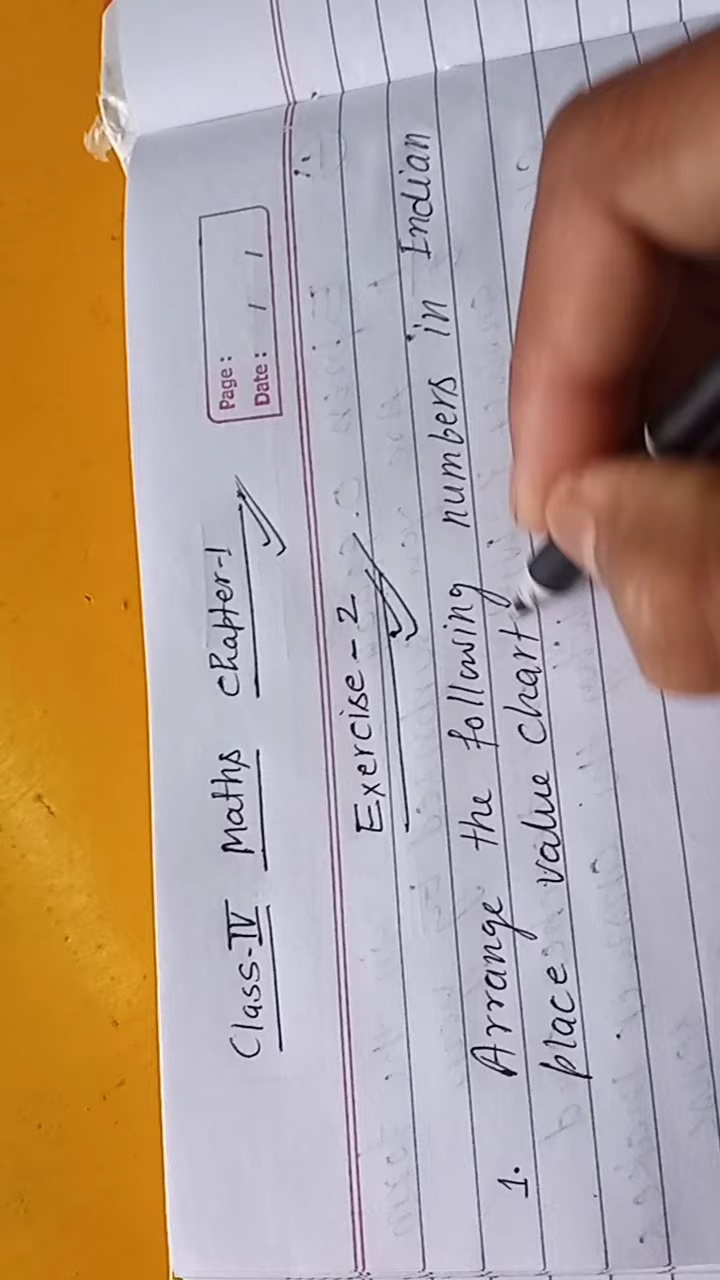 Page:
Date: / /
Class-IV Maths Chapter-1
Exercise-2
1. Arrange the following numbers in Indian
place value chart